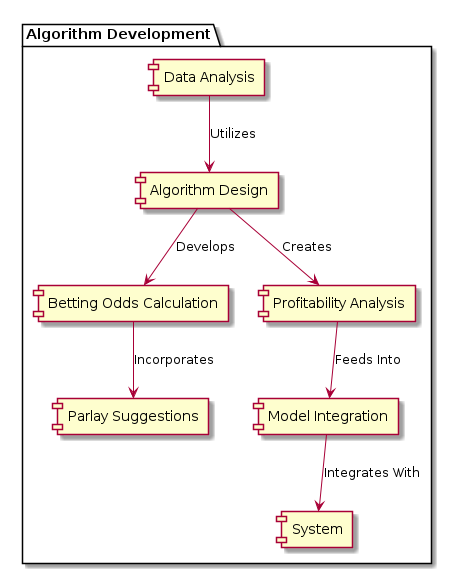 Algorithm Development
Data Analysis
Utilizes
Algorithm Design
Develops
Creates
Betting Odds Calculation
Profitability Analysis
Incorporates
Feeds Into
Parlay Suggestions
Model Integration
Integrates With
System